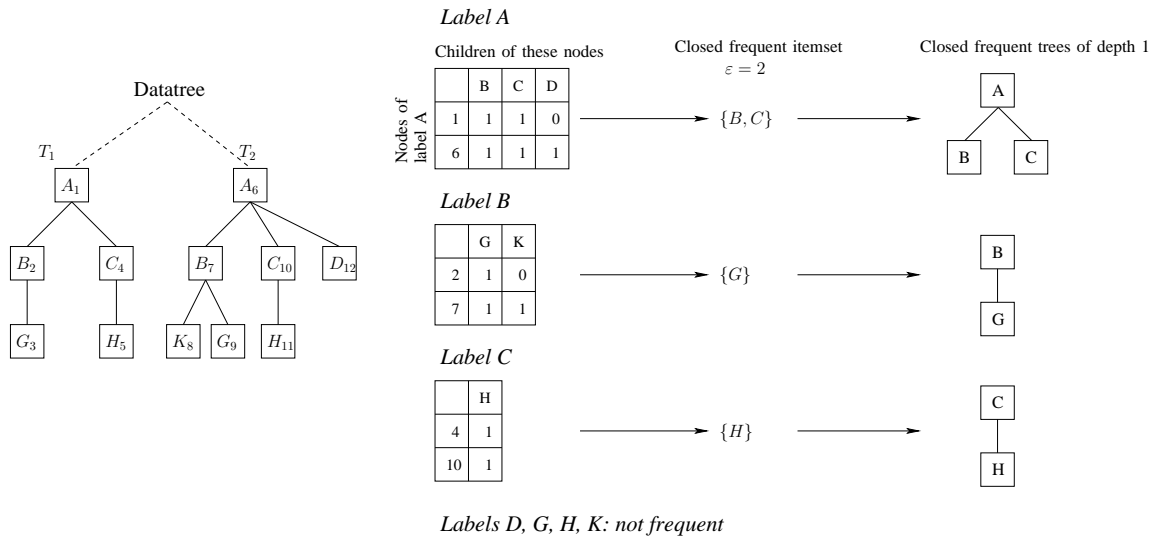 Datatree
T₁ T₂
A₁ A₆
B₂ C₄ B₇ C₁₀ D₁₂
G₃ H₅ K₈ G₉ H₁₁
Label A
Children of these nodes
Nodes of
label A
B C D
1 1 1 0
6 1 1 1
Closed frequent itemset
ε = 2
{B, C}
Closed frequent trees of depth 1
A
B C
Label B
G K
2 1 0
7 1 1
{G}
B
G
Label C
H
4 1
10 1
{H}
C
H
Labels D, G, H, K: not frequent